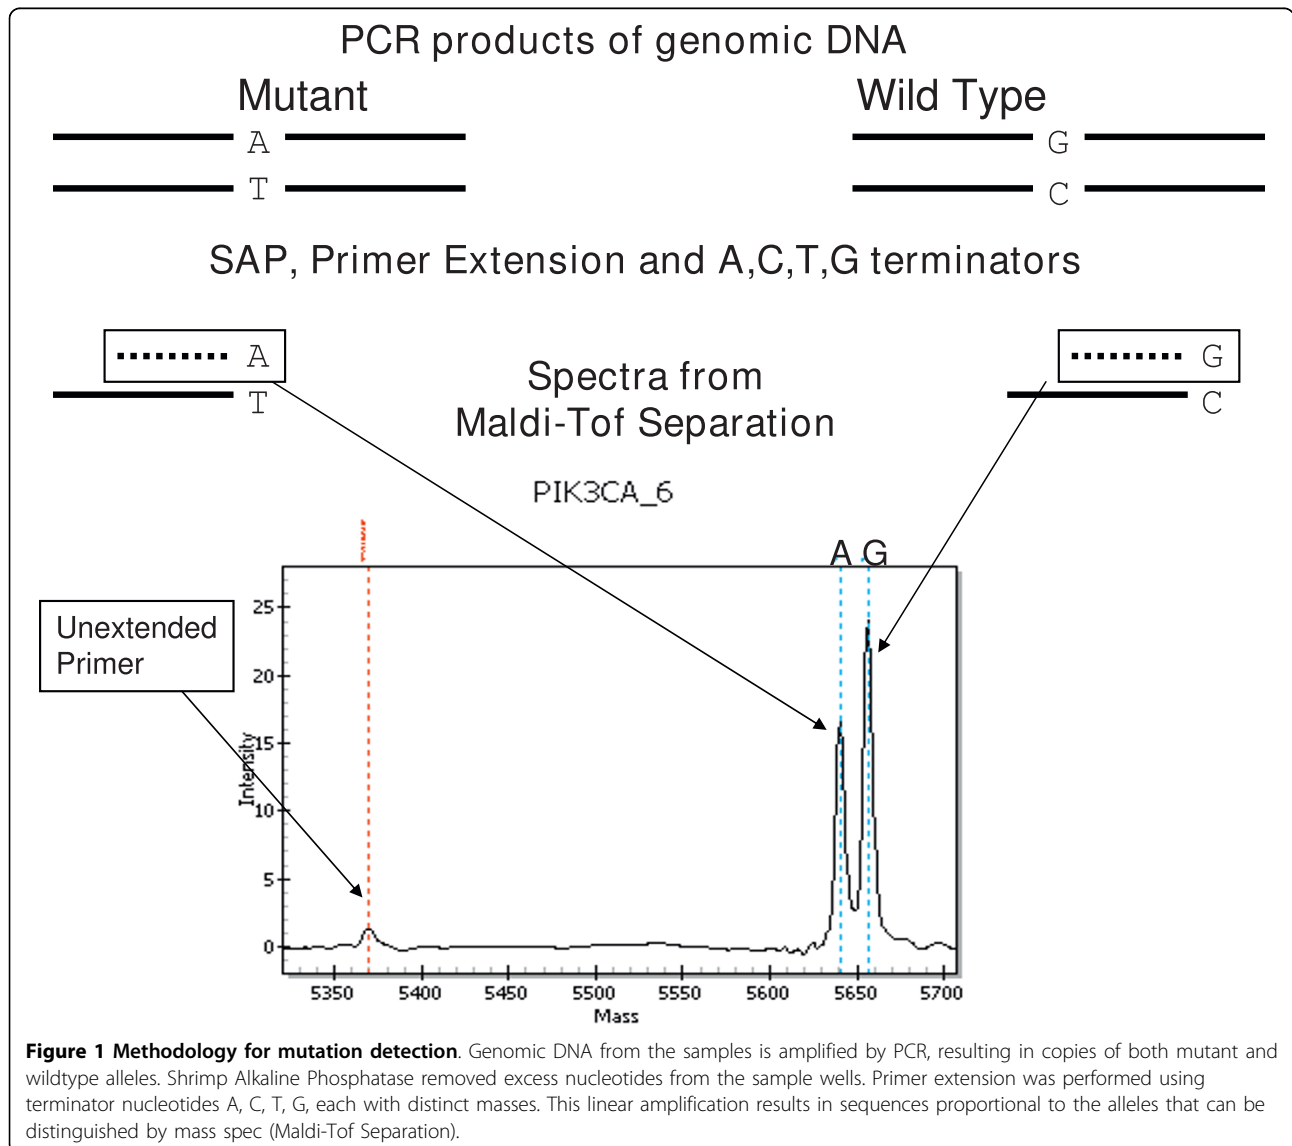 PCR products of genomic DNA
Mutant Wild Type
A G
T C
SAP, Primer Extension and A,C,T,G terminators
A G
T C
Spectra from
Maldi-Tof Separation
PIK3CA_6
A G
Unextended
Primer
25
20
15
10
5
0
Intensity
5350 5400 5450 5500 5550 5600 5650 5700
Mass
Figure 1 Methodology for mutation detection. Genomic DNA from the samples is amplified by PCR, resulting in copies of both mutant and
wildtype alleles. Shrimp Alkaline Phosphatase removed excess nucleotides from the sample wells. Primer extension was performed using
terminator nucleotides A, C, T, G, each with distinct masses. This linear amplification results in sequences proportional to the alleles that can be
distinguished by mass spec (Maldi-Tof Separation).